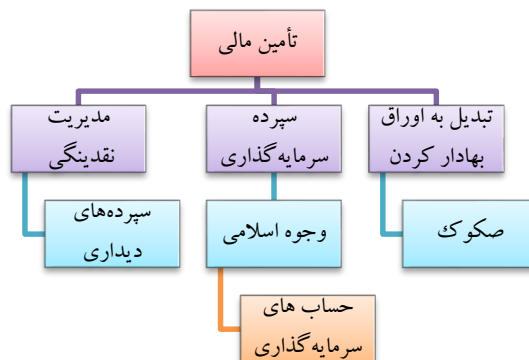 تأمین مالی
تبدیل به اوراق
بهادار کردن
سپرده
سرمایه‌گذاری
مدیریت
نقدینگی
صکوک
وجوه اسلامی
سپرده‌های
دیداری
حساب های
سرمایه‌گذاری